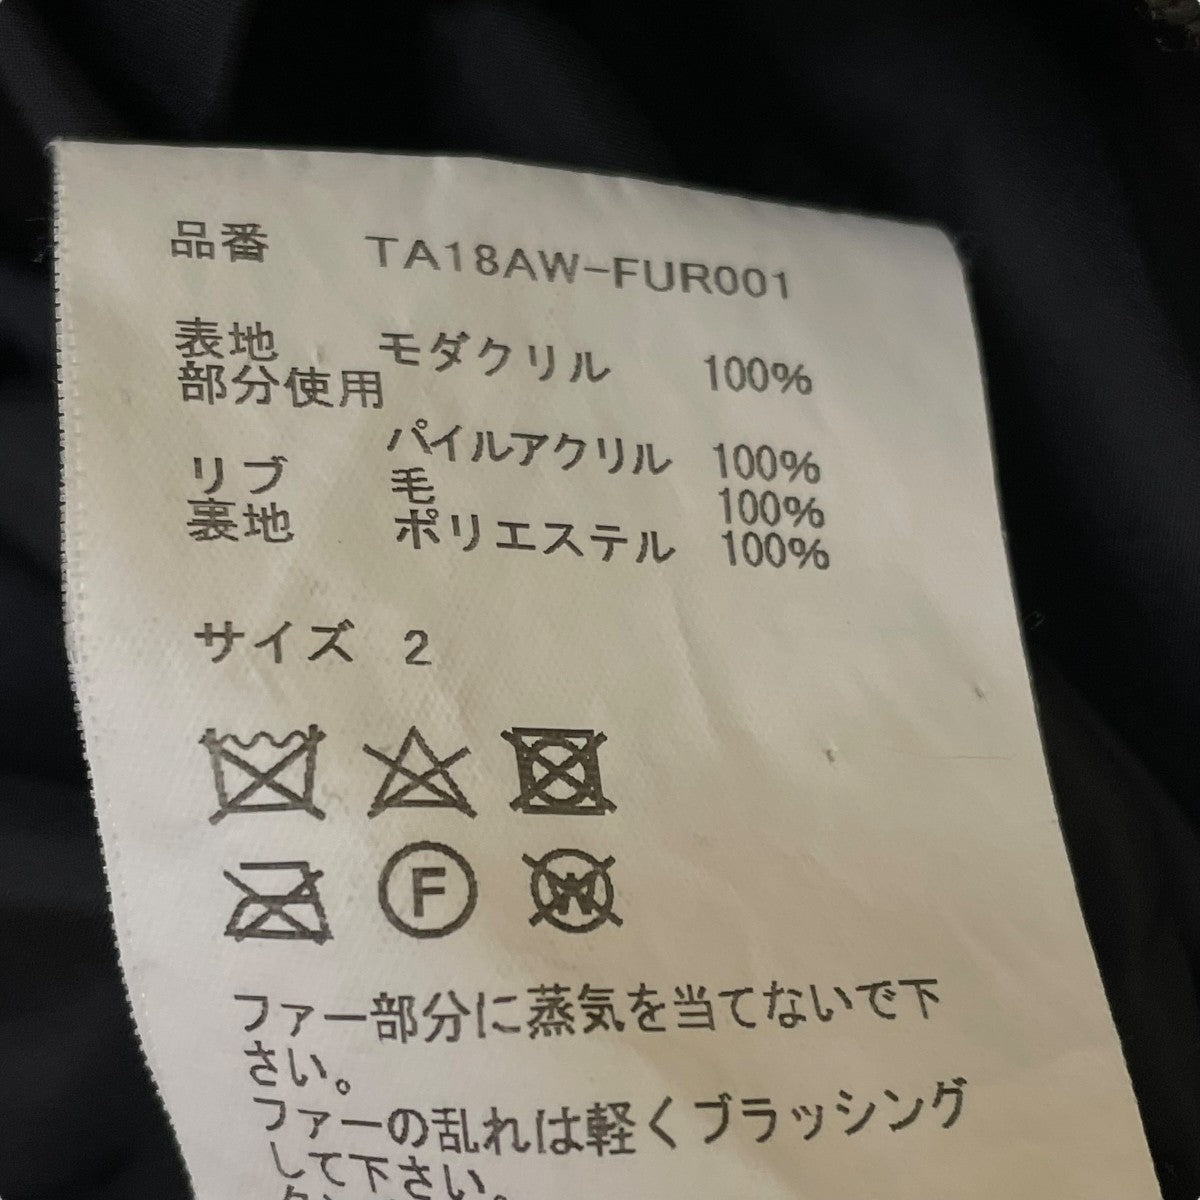 品番 TA18AW-FUR001
表地 モダクリル 100%
部分使用
パイルアクリル 100%
リブ 毛 100%
裏地 ポリエステル 100%
サイズ 2
F
W
ファー部分に蒸気を当てないで下
さい。
ファーの乱れは軽くブラッシング
して下さい。